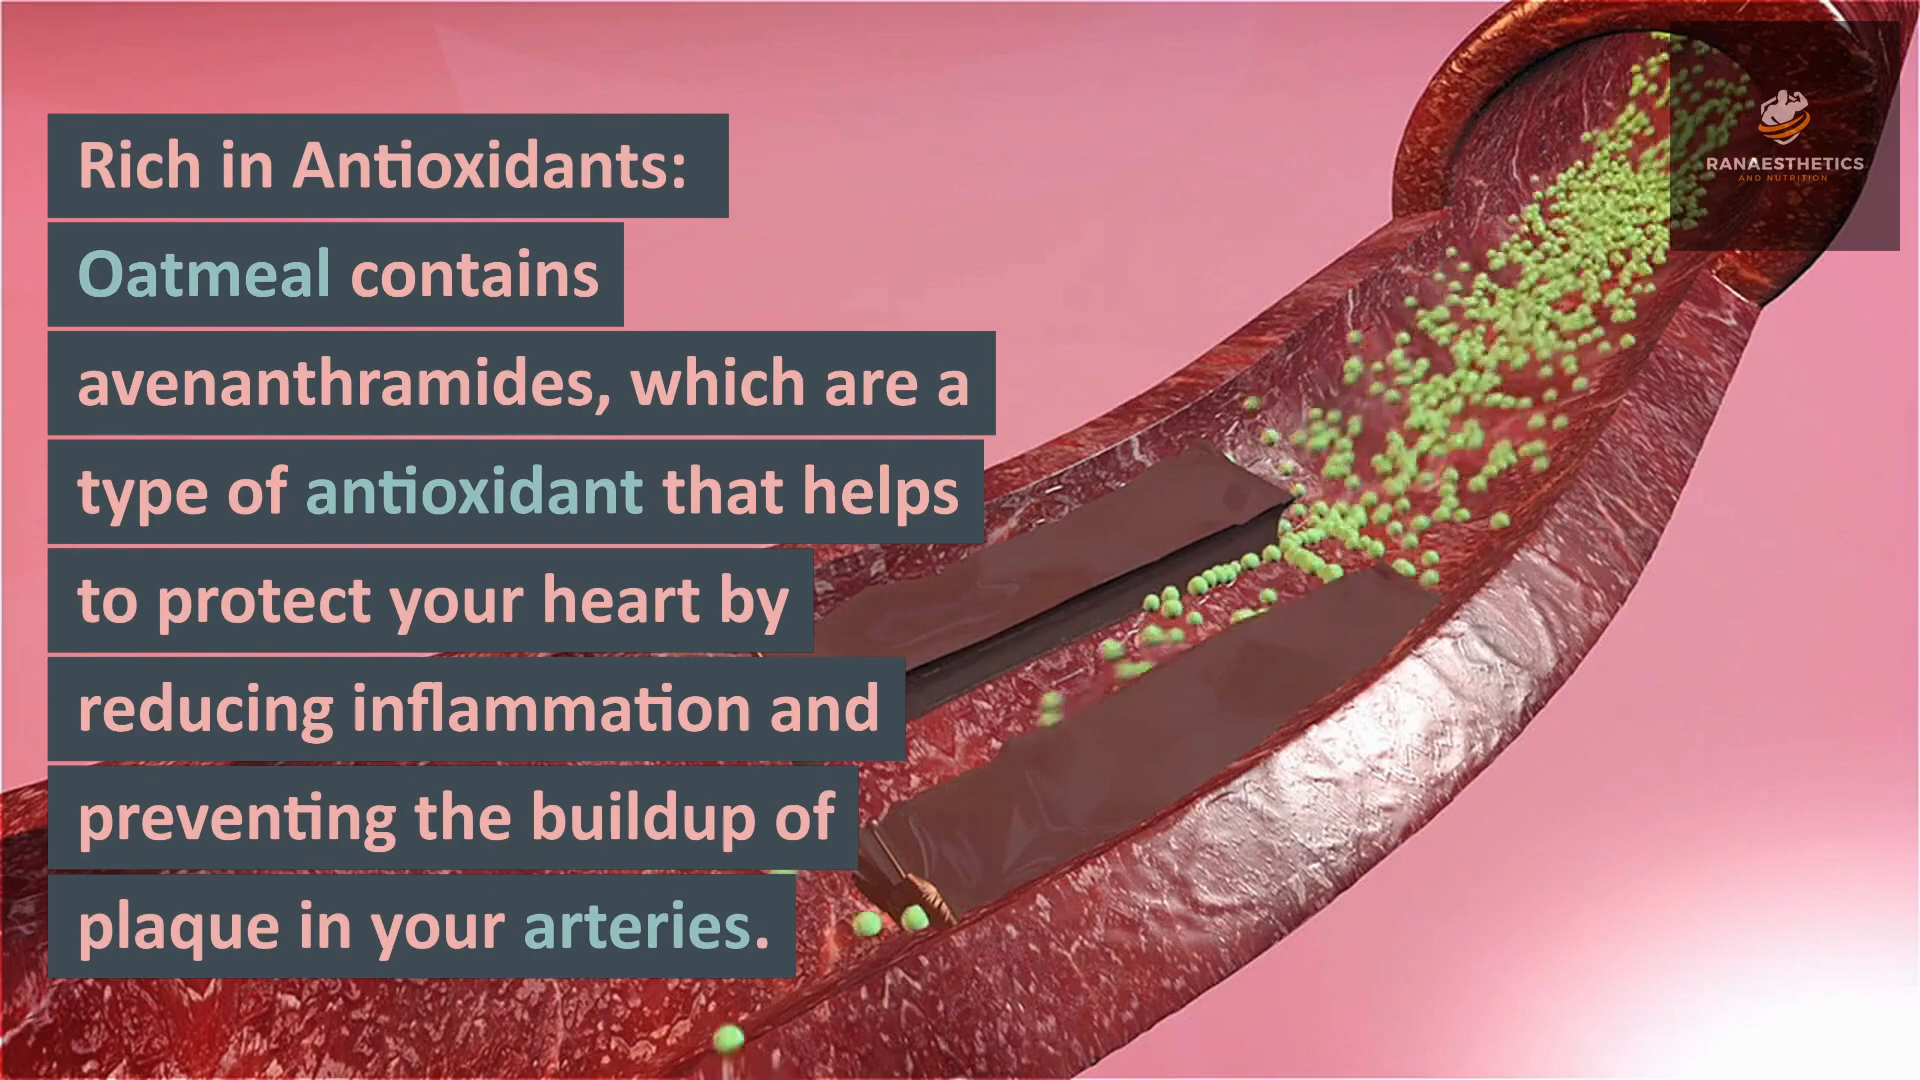 Rich in Antioxidants:
Oatmeal contains
avenanthramides, which are a
type of antioxidant that helps
to protect your heart by
reducing inflammation and
preventing the buildup of
plaque in your arteries.
RANAESTHETICS
AND NUTRITION